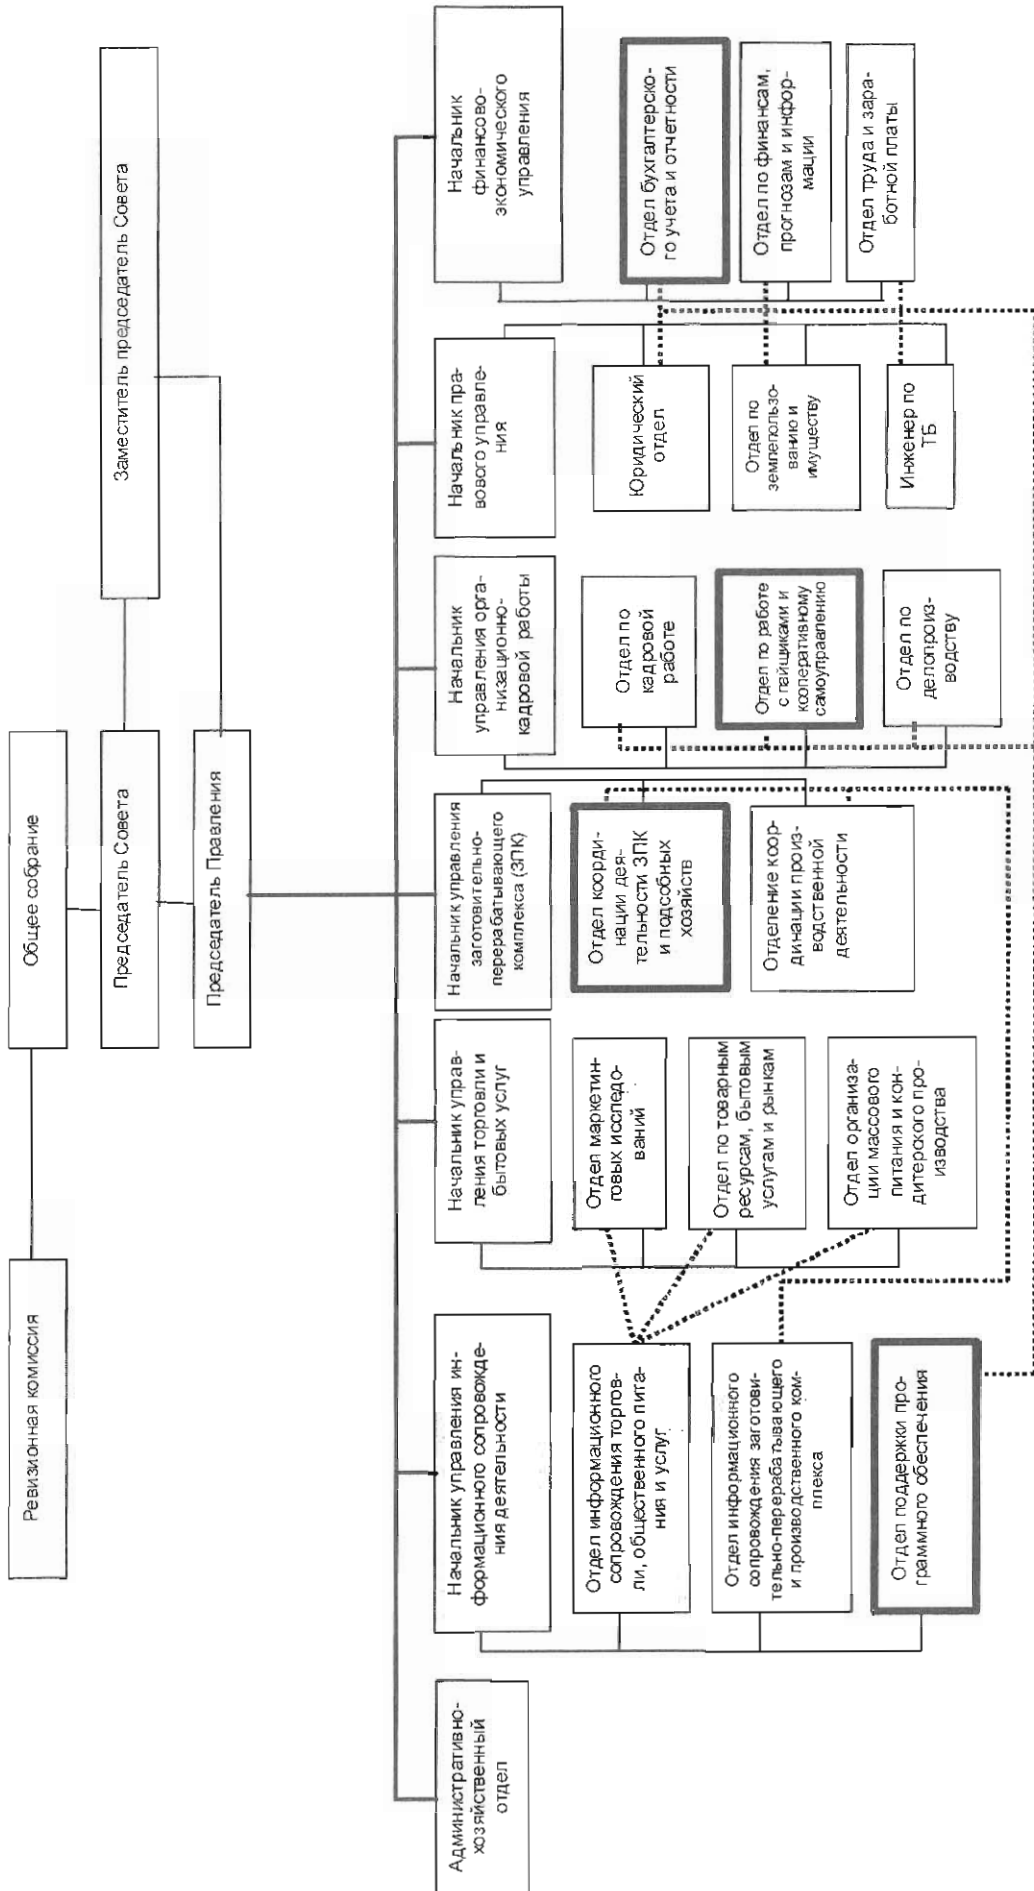 Общее собрание
Ревизионная комиссия
Председатель Совета
Заместитель председатель Совета
Председатель Правления
Административно-
хозяйственный
отдел
Начальник управления ин-
формационного сопровожде-
ния деятельности
Начальник управ-
ления торговли и
бытовых услуг
Начальник управления
заготовительно-
перерабатывающего
комплекса (ЗПК)
Начальник
управления орга-
низационно-
кадровой работы
Начальник пра-
вового управле-
ния
Начальник
финансово-
экономического
управления
Отдел информационного
сопровождения торгов-
ли, общественного пита-
ния и услуг
Отдел информационного
сопровождения заготови-
тельно-перерабатывающего
и производственного ком-
плекса
Отдел поддержки про-
граммного обеспечения
Отдел маркетин-
говых исследо-
ваний
Отдел по товарным
ресурсам, бытовым
услугам и рынкам
Отдел организа-
ции массового
питания и кон-
дитерского про-
изводства
Отдел коорди-
нации дея-
тельности ЗПК
и подсобных
хозяйств
Отделение коор-
динации произ-
водственной
деятельности
Отдел по
кадровой
работе
Отдел по работе
с пайщиками и
кооперативному
самоуправлению
Отдел по
делопроиз-
водству
Юридический
отдел
Отдел по
землепользо-
ванию и
имуществу
Инженер по
ТБ
Отдел бухгалтерско-
го учета и отчетности
Отдел по финансам,
прогнозам и инфор-
мации
Отдел труда и зара-
ботной платы